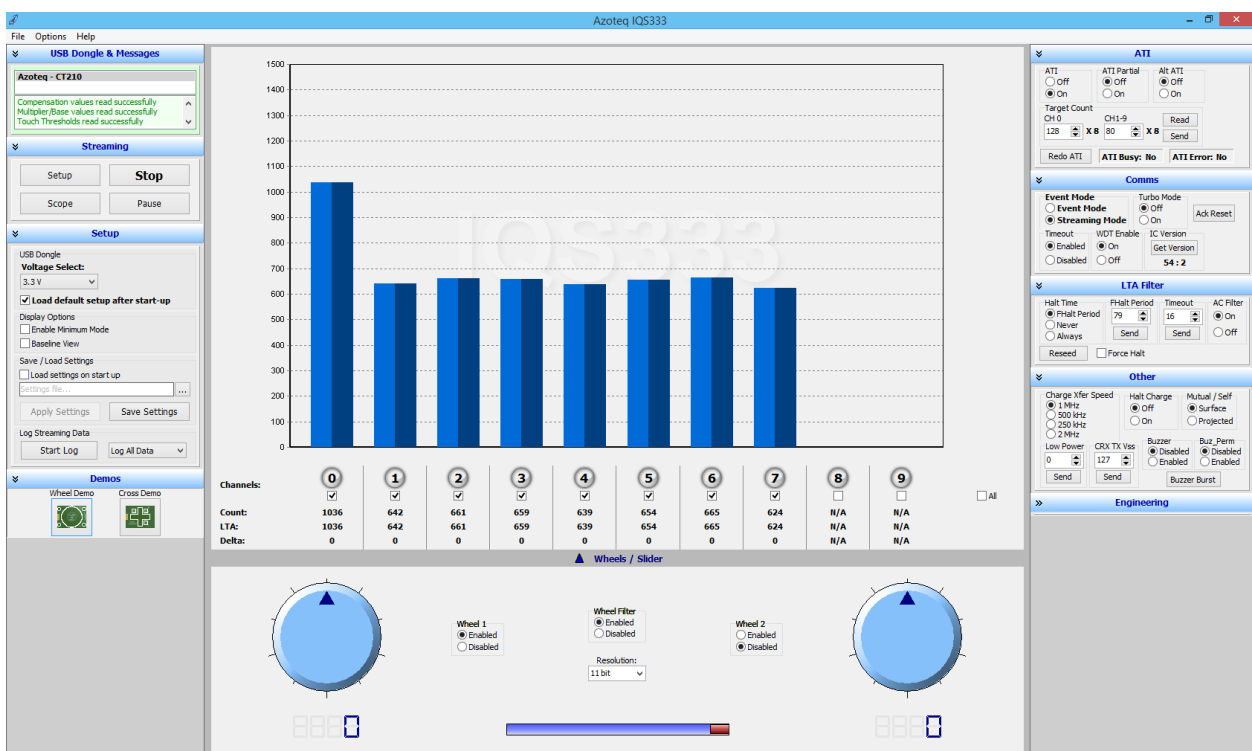 Azoteq IQS333
File Options Help
USB Dongle & Messages
Azoteq - CT210
Compensation values read successfully
Multiplier/Base values read successfully
Touch Thresholds read successfully
Streaming
Setup Stop
Scope Pause
Setup
USB Dongle
Voltage Select:
3.3 V
Load default setup after start-up
Display Options
Enable Minimum Mode
Baseline View
Save / Load Settings
Load settings on start up
Settings file... ...
Apply Settings Save Settings
Log Streaming Data
Start Log Log All Data
Demos
Wheel Demo Cross Demo
1500
1400
1300
1200
1100
1000
900
800
700
600
500
400
300
200
100
0
IQS333
Channels: 0 1 2 3 4 5 6 7 8 9
All
Count: 1036 642 661 659 639 654 665 624 N/A N/A
LTA: 1036 642 661 659 639 654 665 624 N/A N/A
Delta: 0 0 0 0 0 0 0 0 N/A N/A
Wheels / Slider
Wheel 1
Enabled
Disabled
Wheel Filter
Enabled
Disabled
Resolution:
11 bit
Wheel 2
Enabled
Disabled
0 0
ATI
ATI ATI Partial Alt ATI
Off Off Off
On On On
Target Count
CH 0 CH1-9 Read
128 X 8 80 X 8 Send
Redo ATI ATI Busy: No ATI Error: No
Comms
Event Mode Turbo Mode
Event Mode Off Ack Reset
Streaming Mode On
Timeout WDT Enable IC Version
Enabled On Get Version
Disabled Off 54 : 2
LTA Filter
Halt Time FHalt Period Timeout AC Filter
FHalt Period 79 16 On
Never Send Send Off
Always
Reseed Force Halt
Other
Charge Xfer Speed Halt Charge Mutual / Self
1 MHz Off Surface
500 kHz On Projected
250 kHz
2 MHz
Low Power CRX TX Vss Buzzer Buz_Perm
0 127 Disabled Disabled
Enabled Enabled
Send Send Buzzer Burst
Engineering